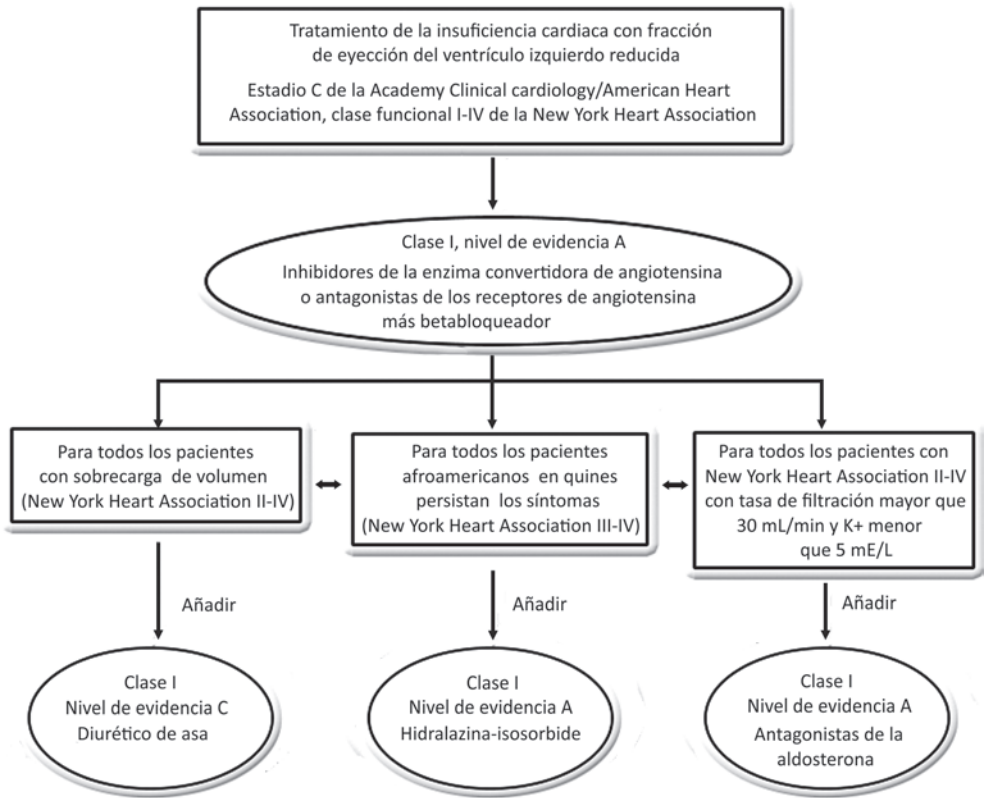 Tratamiento de la insuficiencia cardiaca con fracción
de eyección del ventrículo izquierdo reducida
Estadio C de la Academy Clinical cardiology/American Heart
Association, clase funcional I-IV de la New York Heart Association
Clase I, nivel de evidencia A
Inhibidores de la enzima convertidora de angiotensina
o antagonistas de los receptores de angiotensina
más betabloqueador
Para todos los pacientes
con sobrecarga de volumen
(New York Heart Association II-IV)
Para todos los pacientes
afroamericanos en quines
persistan los síntomas
(New York Heart Association III-IV)
Para todos los pacientes con
New York Heart Association II-IV
con tasa de filtración mayor que
30 mL/min y K+ menor
que 5 mE/L
Añadir
Añadir
Añadir
Clase I
Nivel de evidencia C
Diurético de asa
Clase I
Nivel de evidencia A
Hidralazina-isosorbide
Clase I
Nivel de evidencia A
Antagonistas de la
aldosterona